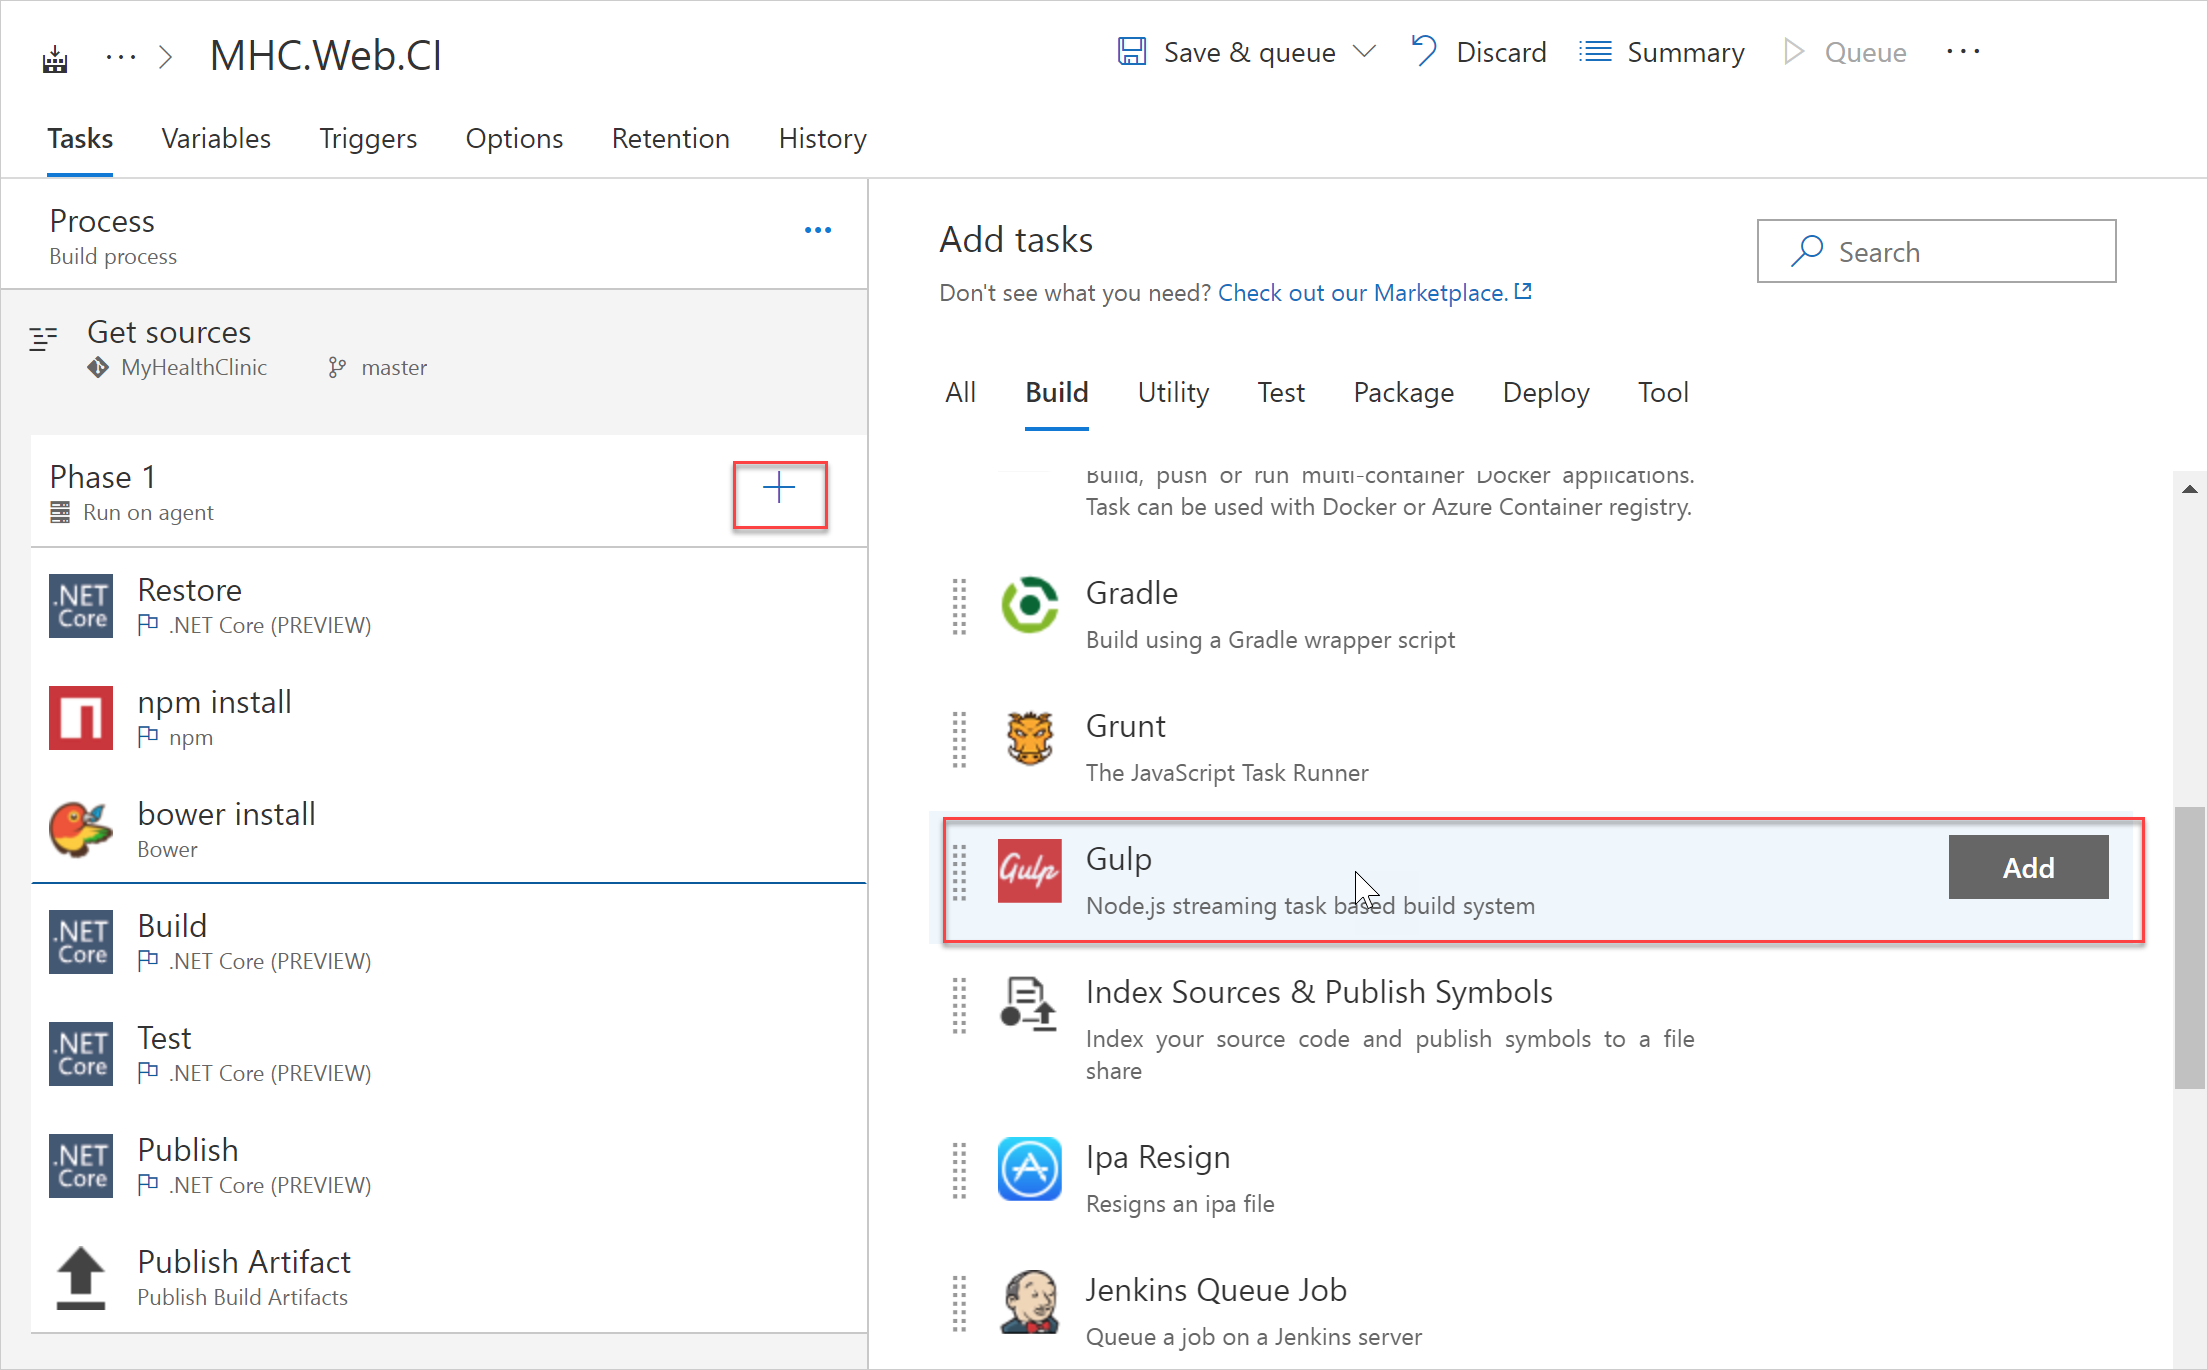 ··· > MHC.Web.CI
Save & queue
Discard
Summary
Queue
···
Tasks
Variables
Triggers
Options
Retention
History
Process
Build process
Get sources
MyHealthClinic
master
Phase 1
Run on agent
.NET Core
Restore
.NET Core (PREVIEW)
npm install
npm
bower install
Bower
.NET Core
Build
.NET Core (PREVIEW)
.NET Core
Test
.NET Core (PREVIEW)
.NET Core
Publish
.NET Core (PREVIEW)
Publish Artifact
Publish Build Artifacts
Add tasks
Search
Don't see what you need? Check out our Marketplace.
All
Build
Utility
Test
Package
Deploy
Tool
Build, push or run multi-container Docker applications.
Task can be used with Docker or Azure Container registry.
Gradle
Build using a Gradle wrapper script
Grunt
The JavaScript Task Runner
Gulp
Gulp
Node.js streaming task based build system
Add
Index Sources & Publish Symbols
Index your source code and publish symbols to a file
share
Ipa Resign
Resigns an ipa file
Jenkins Queue Job
Queue a job on a Jenkins server